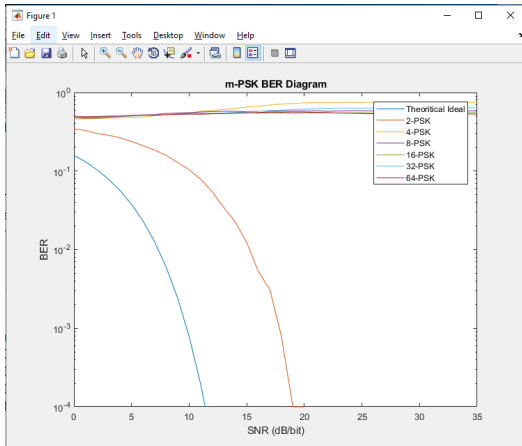 Figure 1
File Edit View Insert Tools Desktop Window Help
m-PSK BER Diagram
10^0
10^-1
10^-2
10^-3
10^-4
BER
0 5 10 15 20 25 30 35
SNR (dB/bit)
Theoritical Ideal
2-PSK
4-PSK
8-PSK
16-PSK
32-PSK
64-PSK